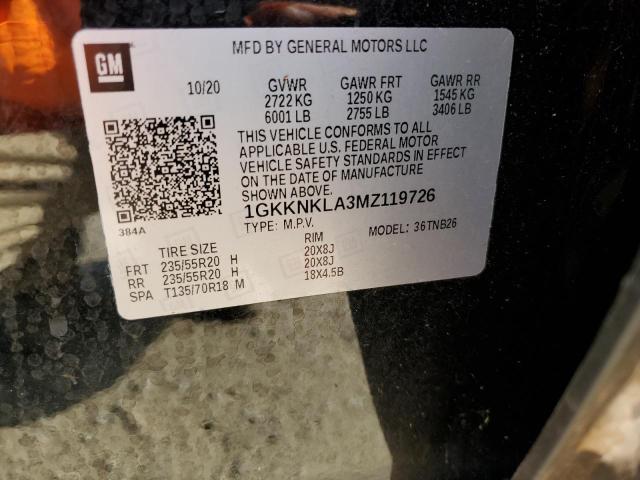 GM
MFD BY GENERAL MOTORS LLC
10/20 GVWR GAWR FRT GAWR RR
2722 KG 1250 KG 1545 KG
6001 LB 2755 LB 3406 LB
THIS VEHICLE CONFORMS TO ALL
APPLICABLE U.S. FEDERAL MOTOR
VEHICLE SAFETY STANDARDS IN EFFECT
ON THE DATE OF MANUFACTURE
SHOWN ABOVE.
1GKKNKLA3MZ119726
384A TYPE: M.P.V. MODEL: 36TNB26
TIRE SIZE RIM
FRT 235/55R20 H 20X8J
RR 235/55R20 H 20X8J
SPA T135/70R18 M 18X4.5B